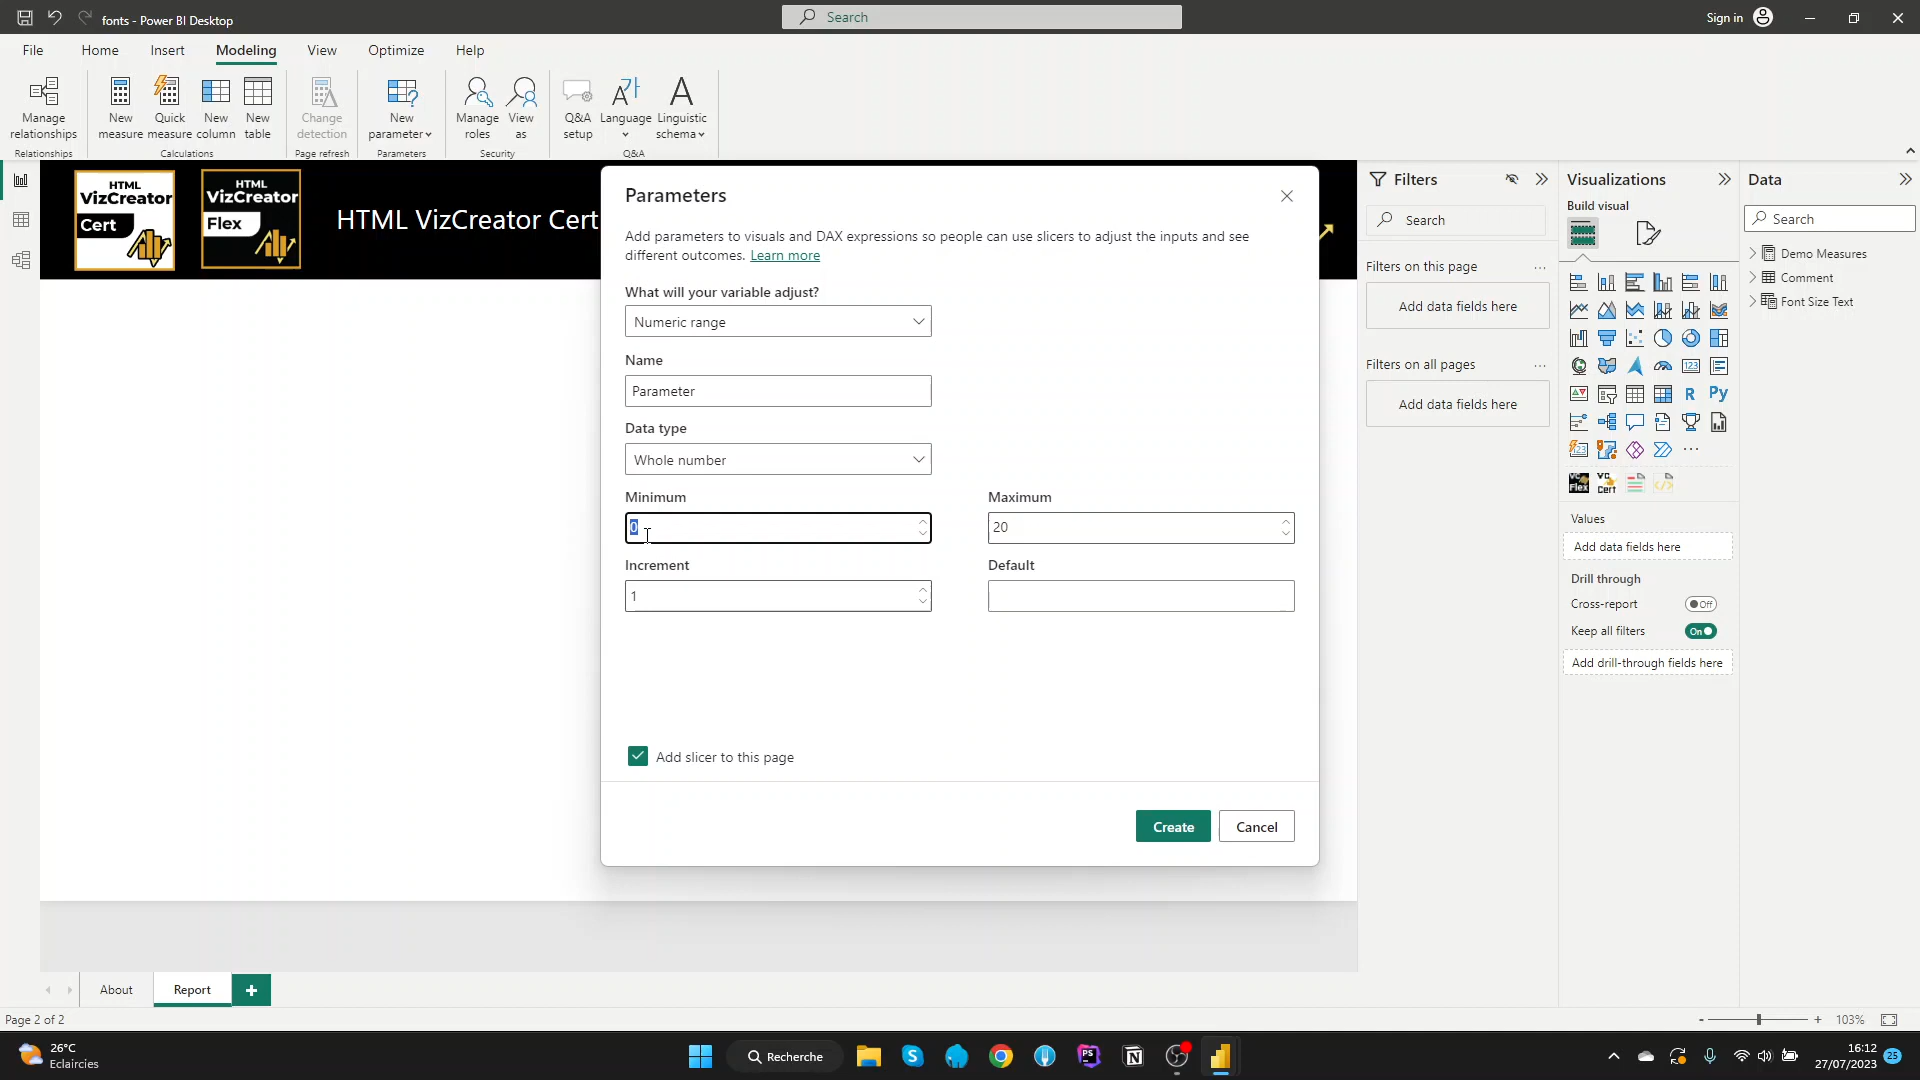 fonts - Power BI Desktop
Search
Sign in
File
Home
Insert
Modeling
View
Optimize
Help
Manage
relationships
New
measure
Quick
measure
New
column
New
table
Change
detection
New
parameter
Manage
roles
View
as
Q&A
setup
Language
Linguistic
schema
Relationships
Calculations
Page refresh
Parameters
Security
Q&A
HTML
VizCreator
Cert
HTML
VizCreator
Flex
HTML VizCreator Cert
Parameters
Add parameters to visuals and DAX expressions so people can use slicers to adjust the inputs and see
different outcomes. Learn more
What will your variable adjust?
Numeric range
Name
Parameter
Data type
Whole number
Minimum
Maximum
0
20
Increment
Default
1
Add slicer to this page
Create
Cancel
Filters
Search
Filters on this page
Add data fields here
Filters on all pages
Add data fields here
Visualizations
Build visual
123
R
Py
123
Flex
Cert
Values
Add data fields here
Drill through
Cross-report
Off
Keep all filters
On
Add drill-through fields here
Data
Search
Demo Measures
Comment
Font Size Text
About
Report
Page 2 of 2
103%
26°C
Eclaircies
Recherche
PS
16:12
27/07/2023
25